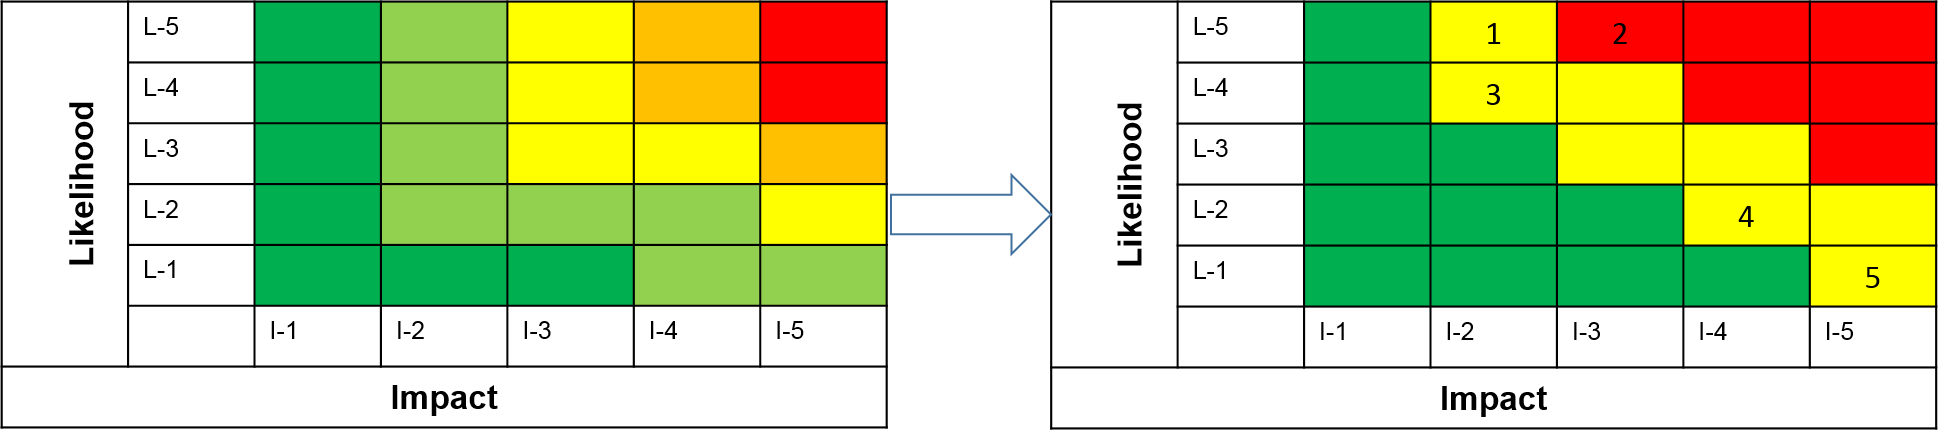 Likelihood
L-5
L-4
L-3
L-2
L-1
I-1 I-2 I-3 I-4 I-5
Impact
Likelihood
L-5 1 2
L-4 3
L-3
L-2 4
L-1 5
I-1 I-2 I-3 I-4 I-5
Impact